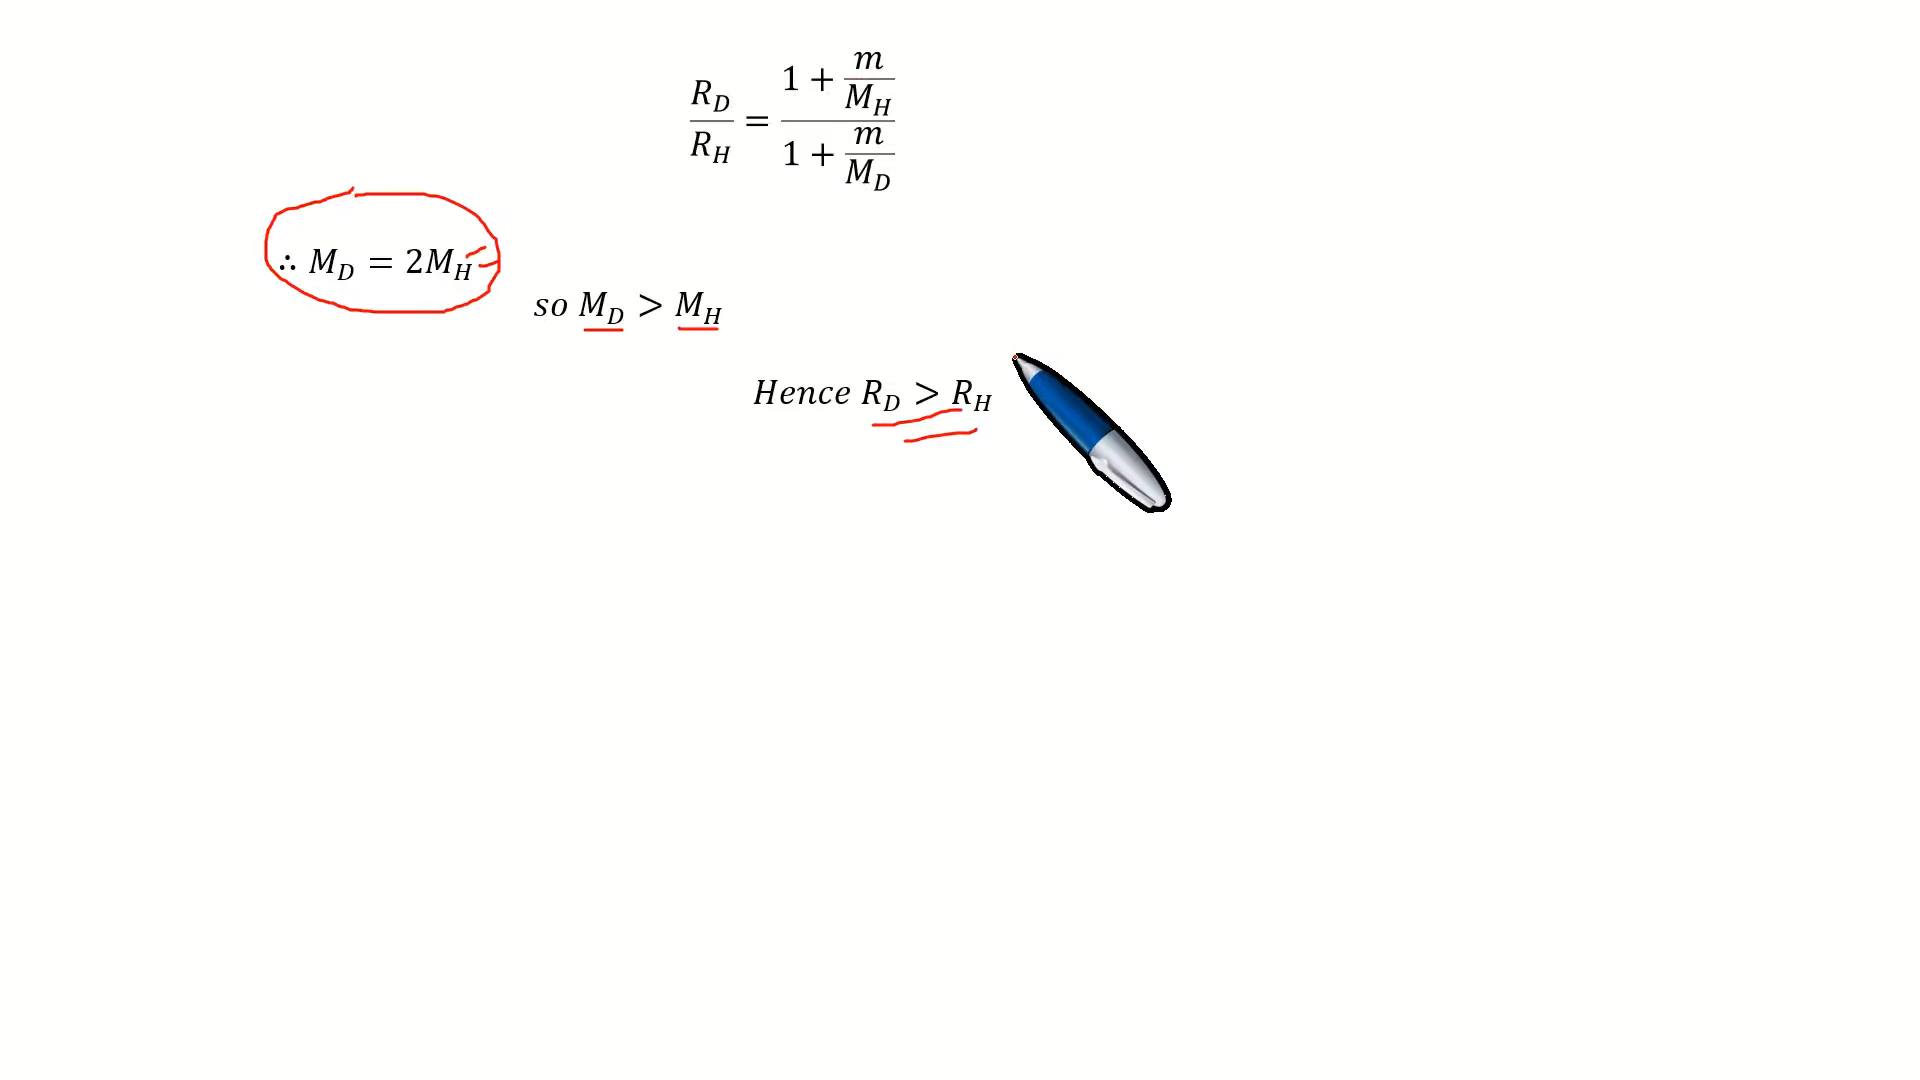 R_D/R_H = (1 + m/M_H)/(1 + m/M_D)
∴ M_D = 2M_H
so M_D > M_H
Hence R_D > R_H